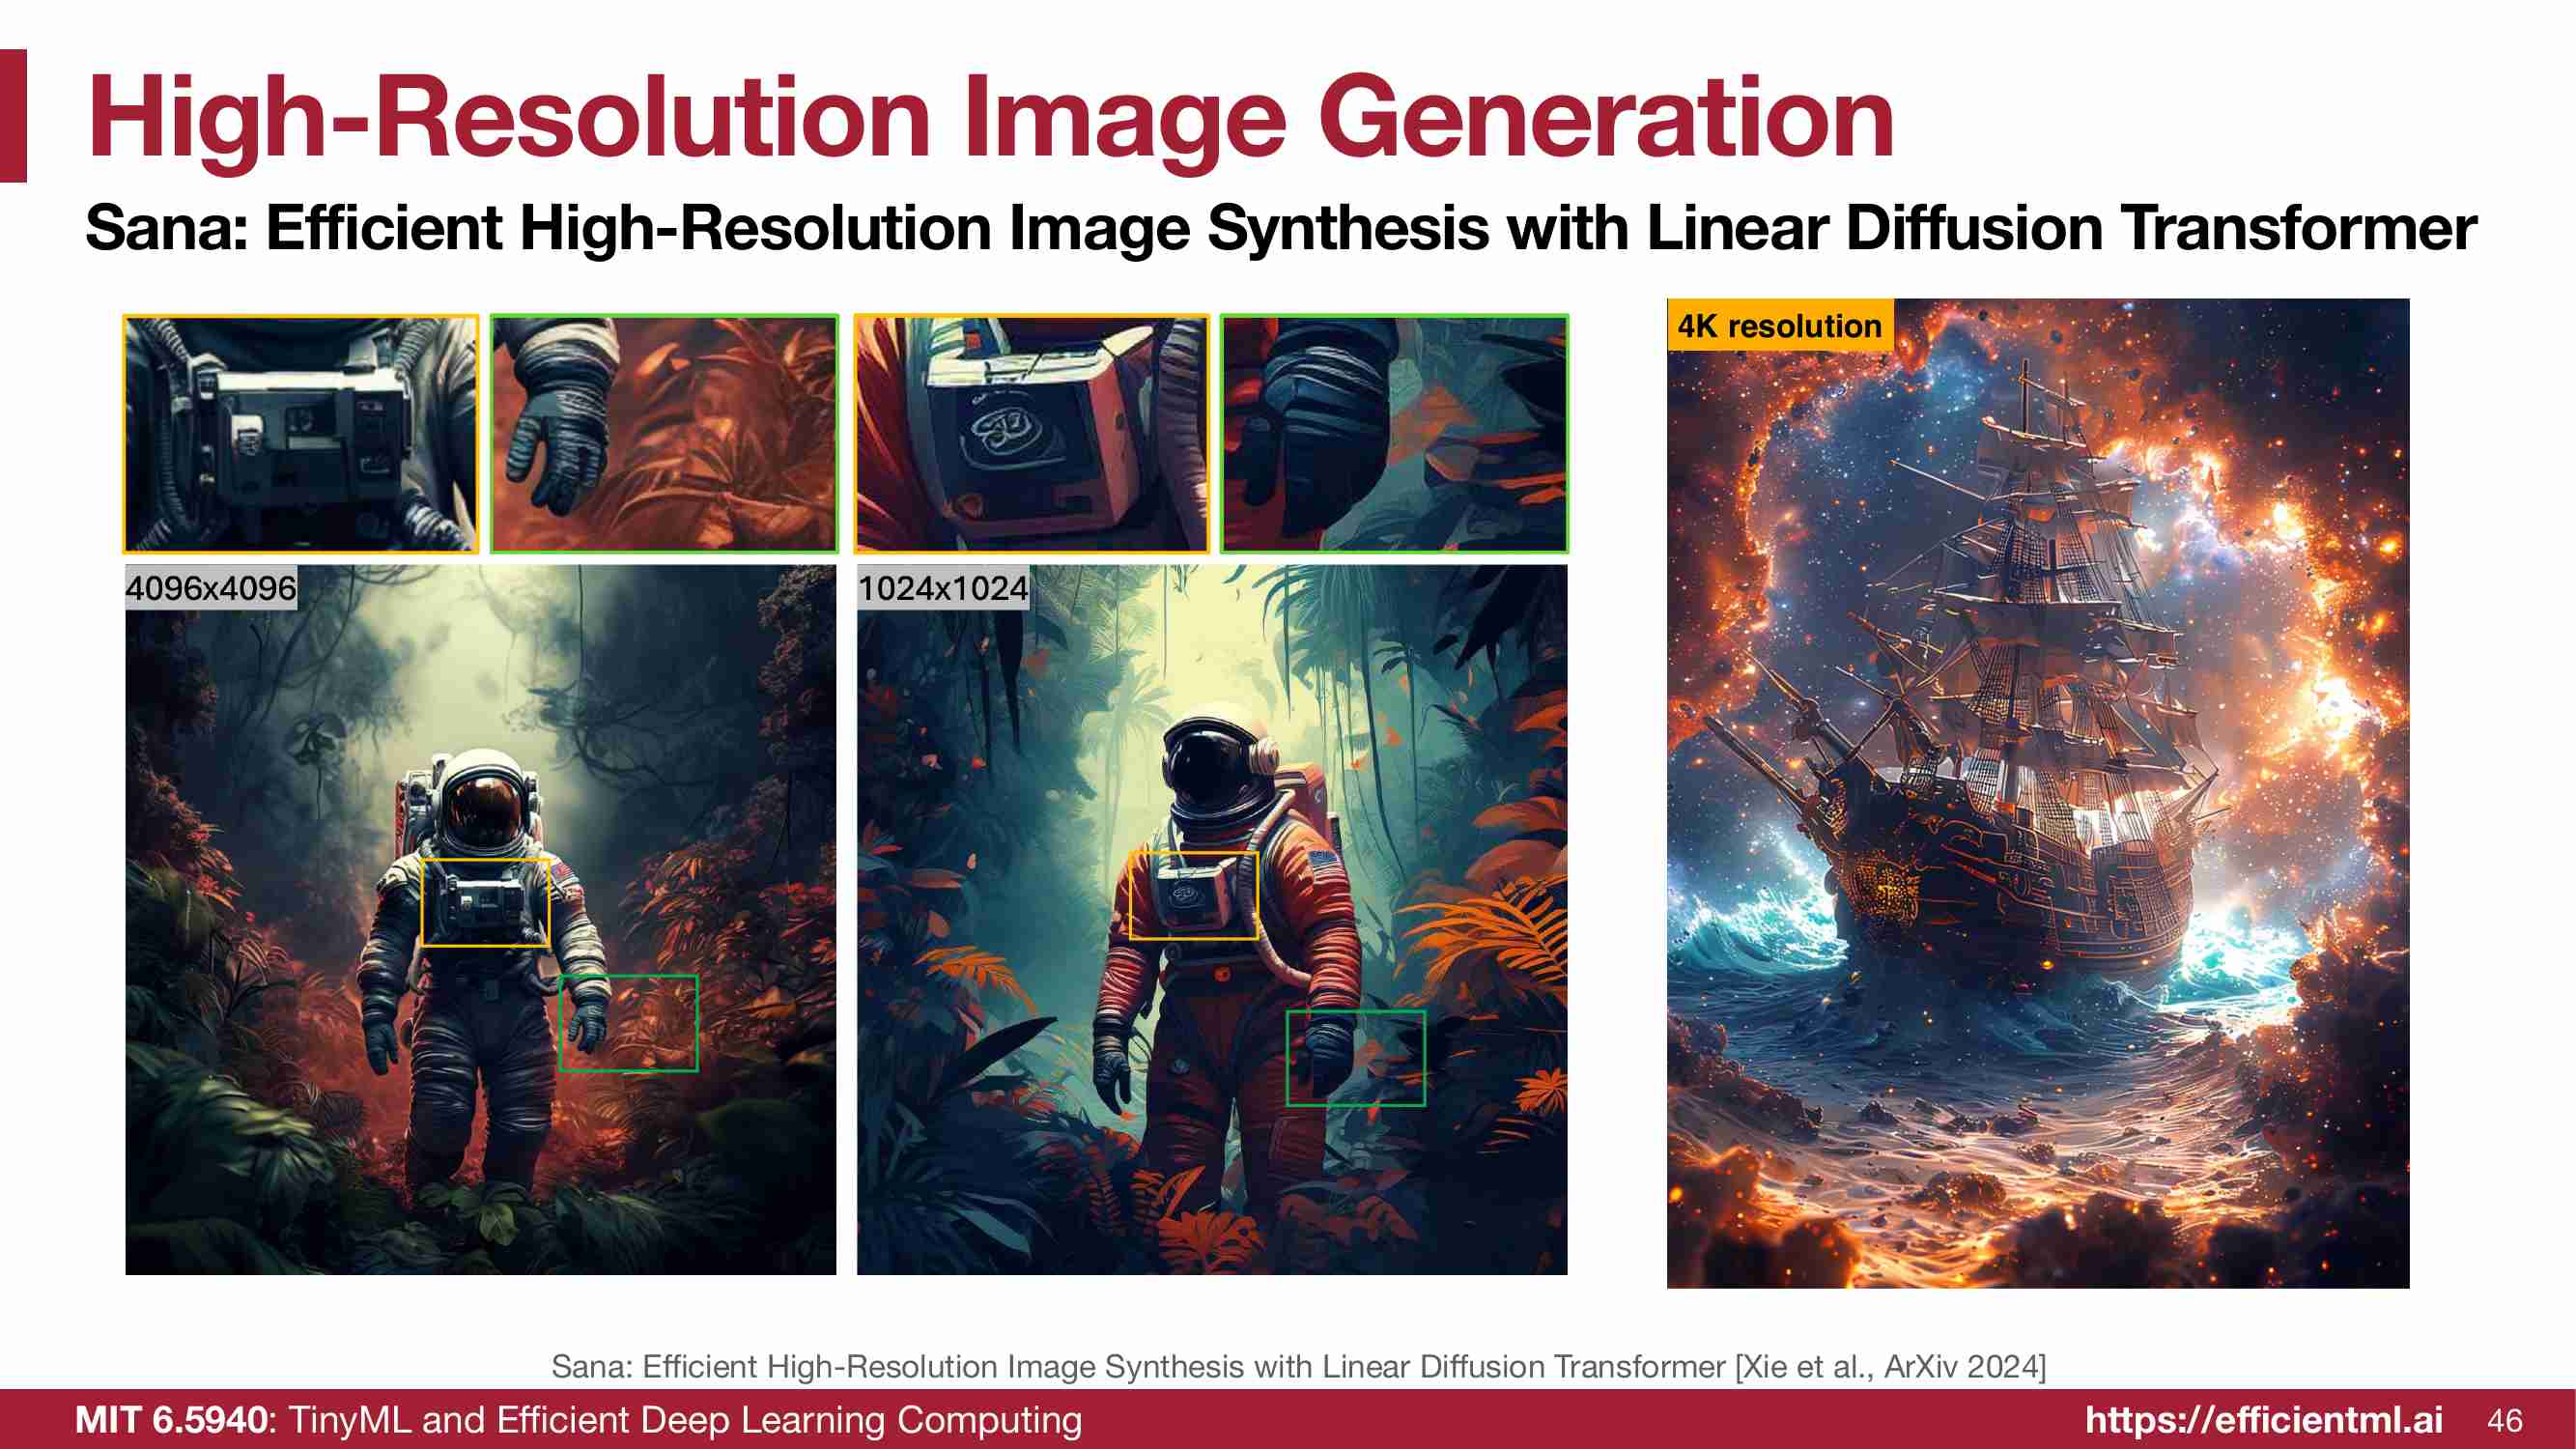 High-Resolution Image Generation
Sana: Efficient High-Resolution Image Synthesis with Linear Diffusion Transformer
4096x4096
1024x1024
4K resolution
Sana: Efficient High-Resolution Image Synthesis with Linear Diffusion Transformer [Xie et al., ArXiv 2024]
MIT 6.5940: TinyML and Efficient Deep Learning Computing
https://efficientml.ai
46